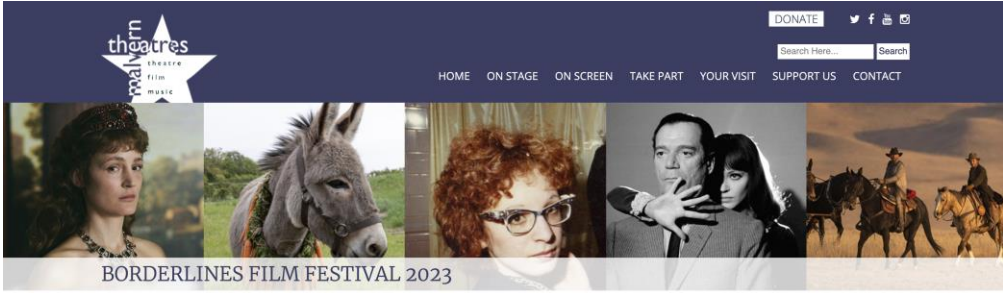 DONATE
malvern
theatres
theatre
film
music
Search Here... Search
HOME ON STAGE ON SCREEN TAKE PART YOUR VISIT SUPPORT US CONTACT
BORDERLINES FILM FESTIVAL 2023